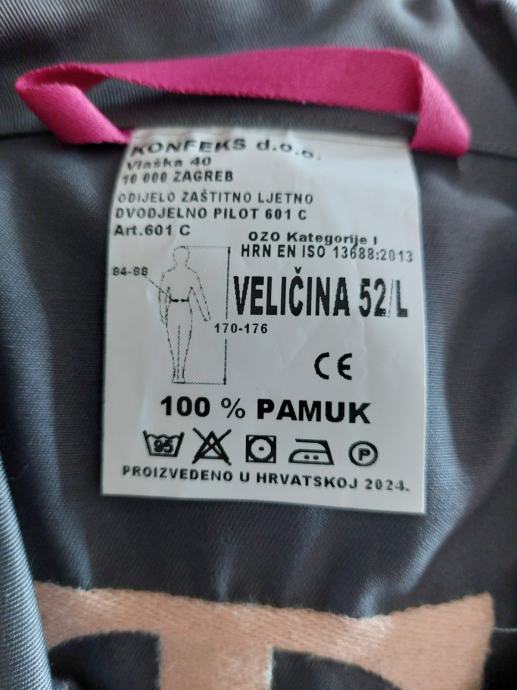 KONFEKS d.o.o.
Vlaška 40
10 000 ZAGREB
ODIJELO ZAŠTITNO LJETNO
DVODJELNO PILOT 601 C
Art.601 C
OZO Kategorije I
HRN EN ISO 13688:2013
84-88
VELIČINA 52/L
170-176
CE
100 % PAMUK
95
P
PROIZVEDENO U HRVATSKOJ 2024.